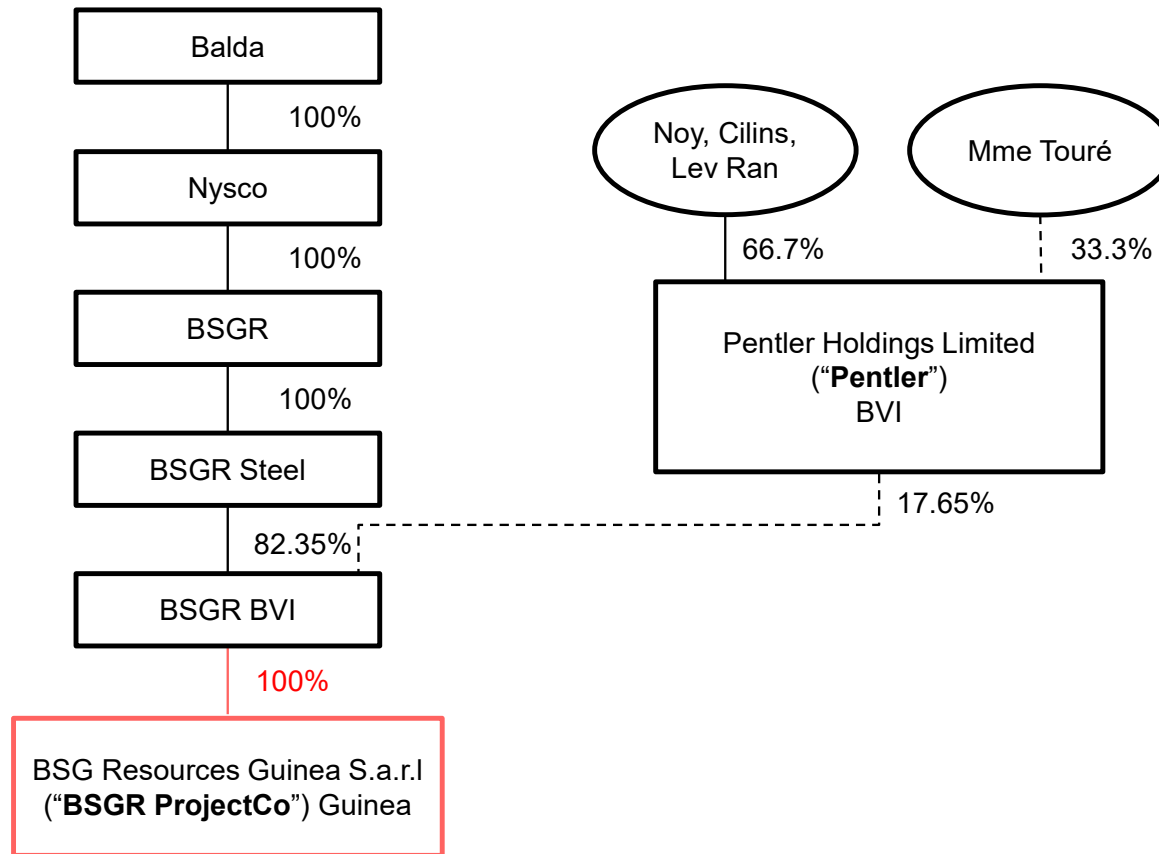 Balda
100%
Nysco
100%
BSGR
100%
BSGR Steel
82.35%
BSGR BVI
100%
BSG Resources Guinea S.a.r.l
(“BSGR ProjectCo”) Guinea
Noy, Cilins,
Lev Ran
66.7%
Mme Touré
33.3%
Pentler Holdings Limited
(“Pentler”)
BVI
17.65%